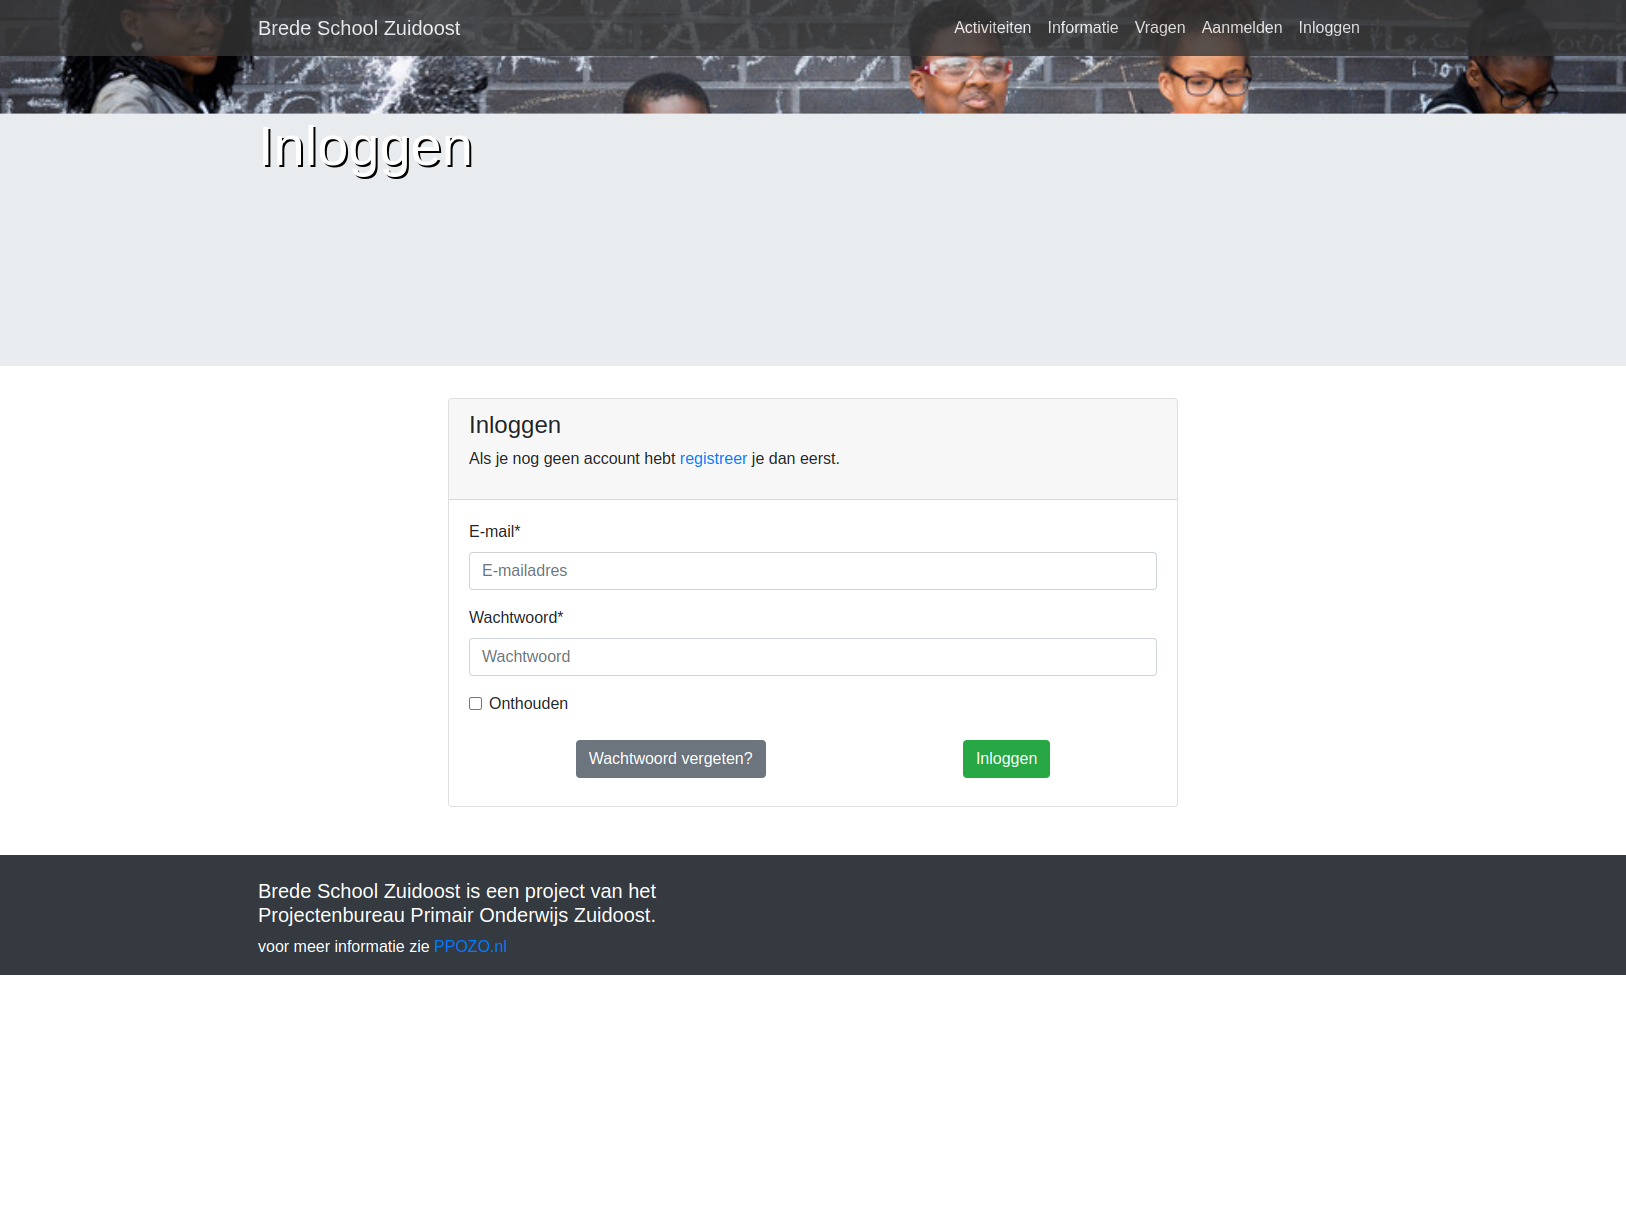 Brede School Zuidoost
Activiteiten Informatie Vragen Aanmelden Inloggen
Inloggen
Inloggen
Als je nog geen account hebt registreer je dan eerst.
E-mail*
E-mailadres
Wachtwoord*
Wachtwoord
Onthouden
Wachtwoord vergeten? Inloggen
Brede School Zuidoost is een project van het
Projectenbureau Primair Onderwijs Zuidoost.
voor meer informatie zie PPOZO.nl